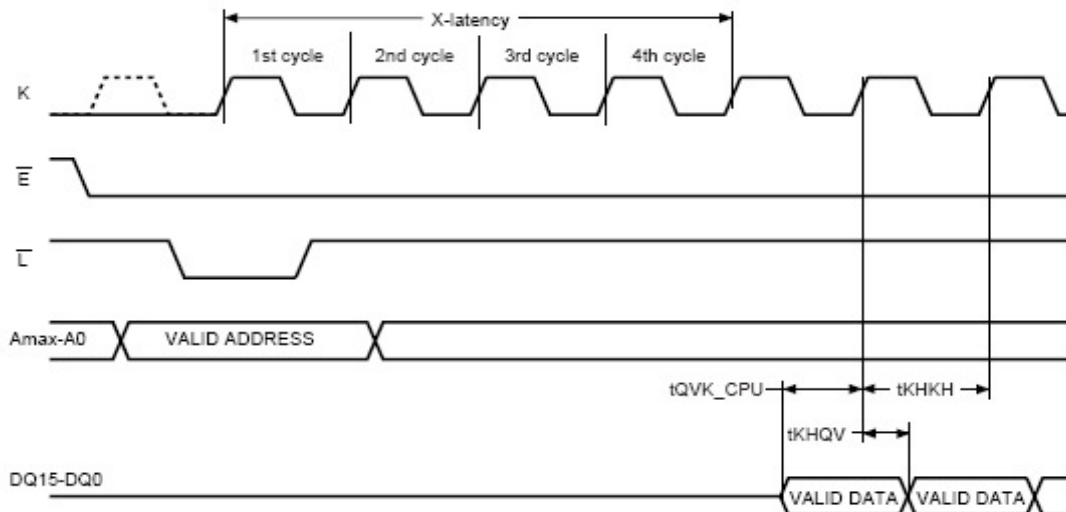 X-latency
1st cycle 2nd cycle 3rd cycle 4th cycle
K
E
L
Amax-A0 VALID ADDRESS
tQVK_CPU tKHKH
tKHQV
DQ15-DQ0
VALID DATA VALID DATA